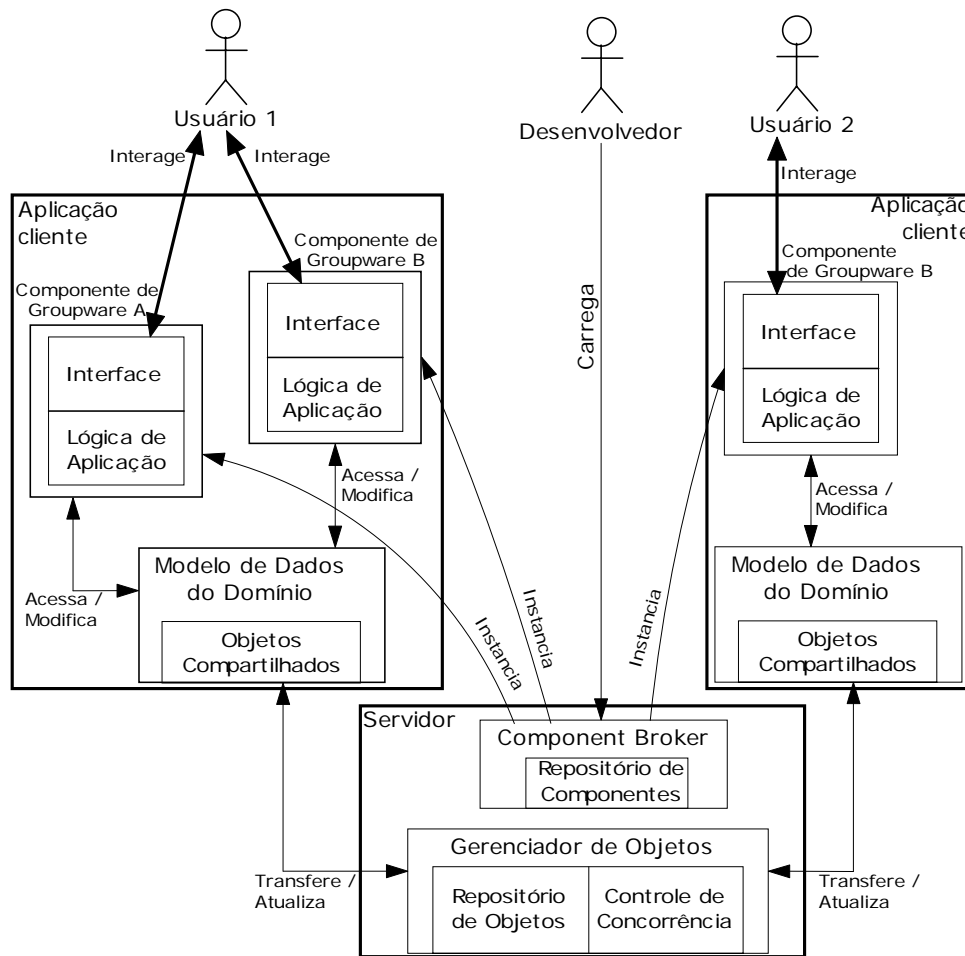 Usuário 1
Desenvolvedor
Usuário 2
Interage
Interage
Interage
Aplicação
cliente
Aplicação
cliente
Componente de
Groupware B
Componente
de Groupware B
Componente de
Groupware A
Carrega
Interface
Lógica de
Aplicação
Interface
Lógica de
Aplicação
Interface
Lógica de
Aplicação
Acessa /
Modifica
Acessa /
Modifica
Acessa /
Modifica
Modelo de Dados
do Domínio
Objetos
Compartilhados
Modelo de Dados
do Domínio
Objetos
Compartilhados
Instancia
Instancia
Instancia
Servidor
Component Broker
Repositório de
Componentes
Gerenciador de Objetos
Repositório
de Objetos
Controle de
Concorrência
Transfere /
Atualiza
Transfere /
Atualiza